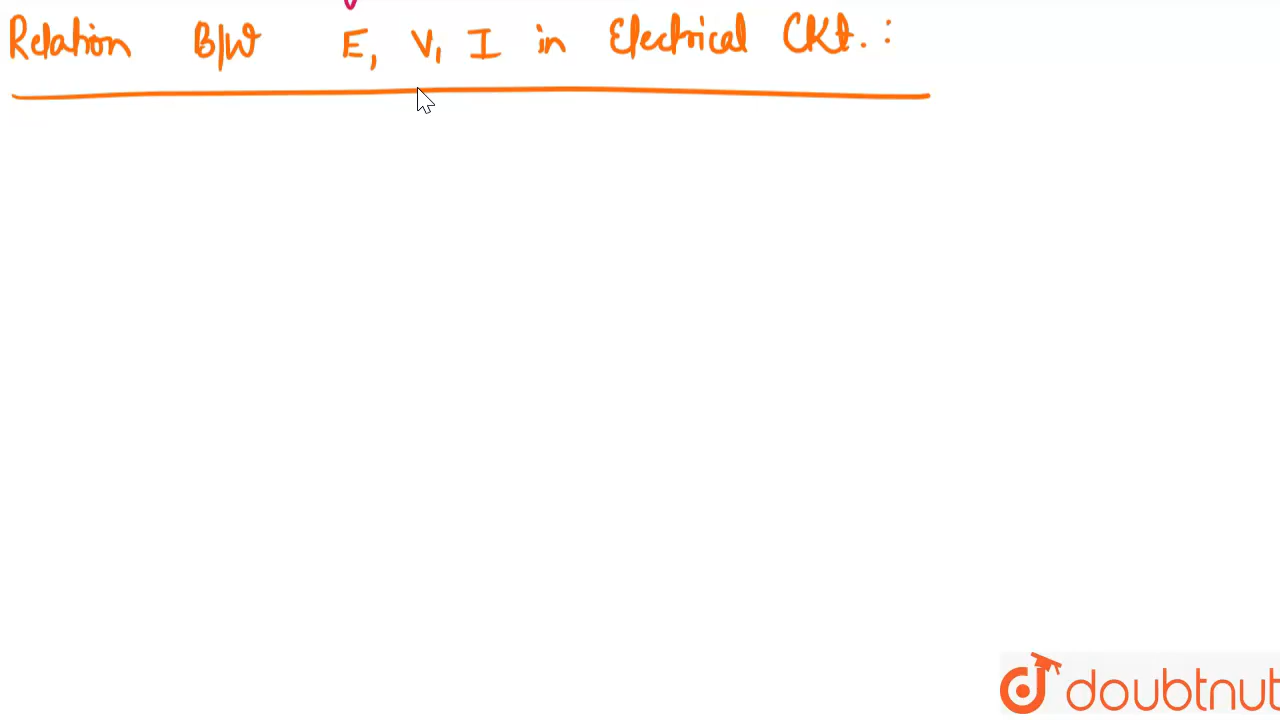 Relation B/W E, V, I in Electrical CKt. :
doubtnut